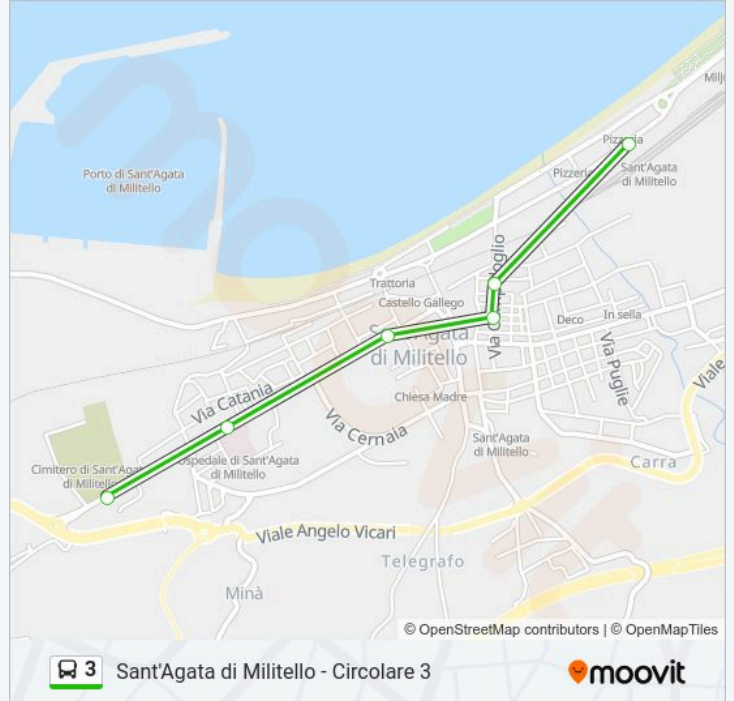 Milj
Pizzeria
Pizzeri
Sant'Agata
di Militello
Porto di Sant'Agata
di Militello
Trattoria
Castello Gallego
Deco
In sella
Sant'Agata
di Militello
Via Puglie
Viale
Via Catania
Chiesa Madre
Via Cernaia
Sant'Agata
di Militello
Carra
Cimitero di Sant'Agat
di Militello
Ospedale di Sant'Agata
di Militello
Viale Angelo Vicari
Telegrafo
Minà
© OpenStreetMap contributors | © OpenMapTiles
3 Sant'Agata di Militello - Circolare 3
moovit